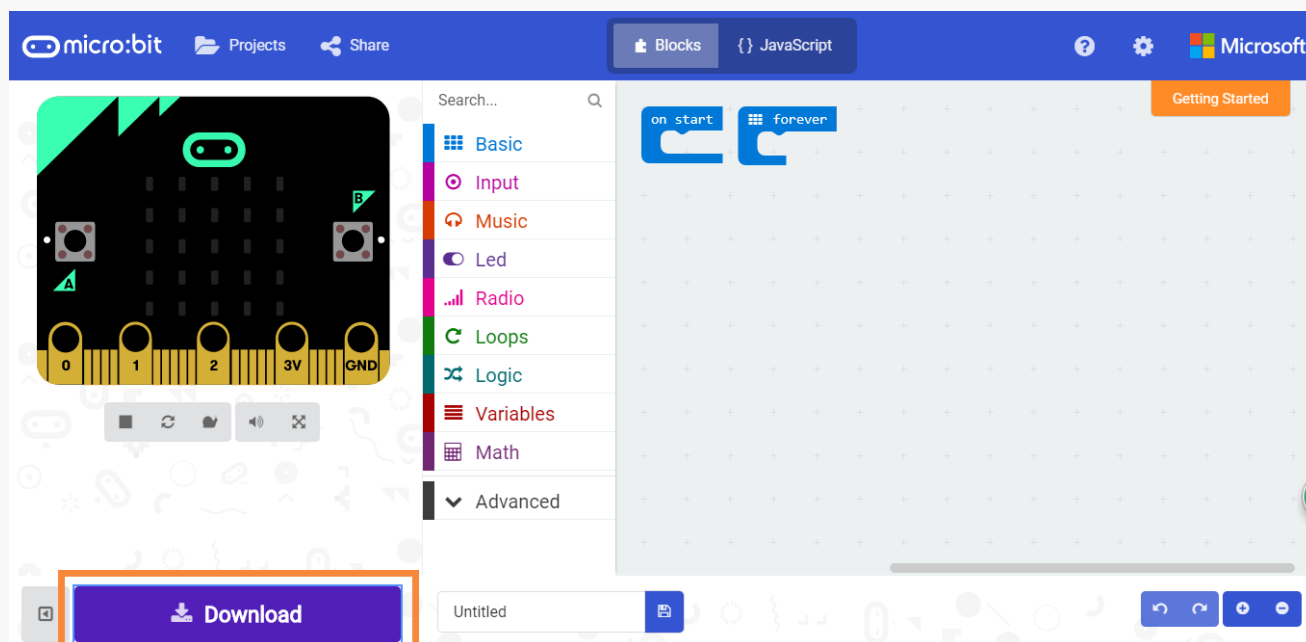 micro:bit
Projects
Share
Blocks
{ } JavaScript
?
Microsoft
Getting Started
B
A
0
1
2
3V
GND
Search...
Basic
Input
Music
Led
Radio
Loops
Logic
Variables
Math
Advanced
on start
forever
Download
Untitled